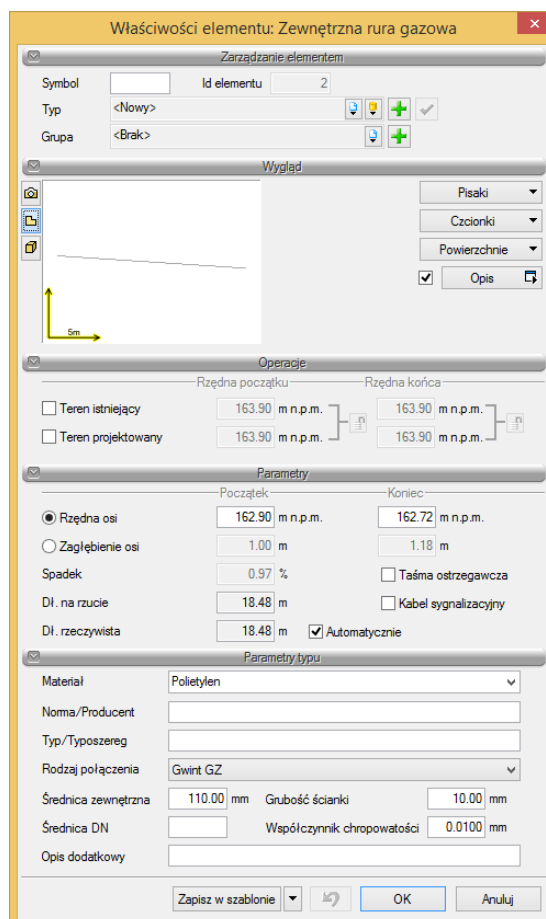 Właściwości elementu: Zewnętrzna rura gazowa
Zarządzanie elementem
Symbol Id elementu 2
Typ <Nowy>
Grupa <Brak>
Wygląd
5m
Pisaki
Czcionki
Powierzchnie
Opis
Operacje
Rzędna początku Rzędna końca
Teren istniejący 163.90 m n.p.m. 163.90 m n.p.m.
Teren projektowany 163.90 m n.p.m. 163.90 m n.p.m.
Parametry
Początek Koniec
Rzędna osi 162.90 m n.p.m. 162.72 m n.p.m.
Zagłębienie osi 1.00 m 1.18 m
Spadek 0.97 % Taśma ostrzegawcza
Dł. na rzucie 18.48 m Kabel sygnalizacyjny
Dł. rzeczywista 18.48 m Automatycznie
Parametry typu
Materiał Polietylen
Norma/Producent
Typ/Typoszereg
Rodzaj połączenia Gwint GZ
Średnica zewnętrzna 110.00 mm Grubość ścianki 10.00 mm
Średnica DN Współczynnik chropowatości 0.0100 mm
Opis dodatkowy
Zapisz w szablonie OK Anuluj